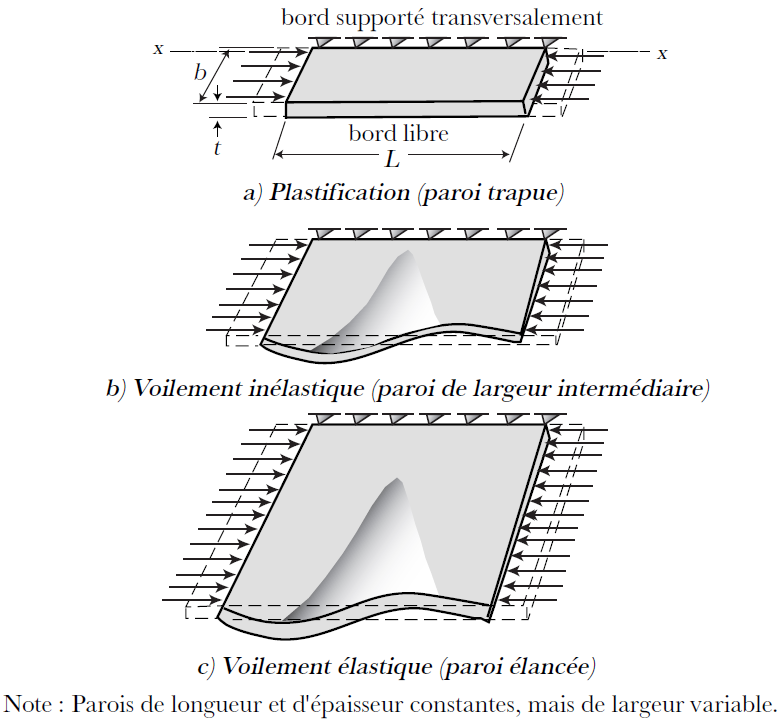 bord supporté transversalement
x
x
b
t
bord libre
L
a) Plastification (paroi trapue)
b) Voilement inélastique (paroi de largeur intermédiaire)
c) Voilement élastique (paroi élancée)
Note : Parois de longueur et d'épaisseur constantes, mais de largeur variable.